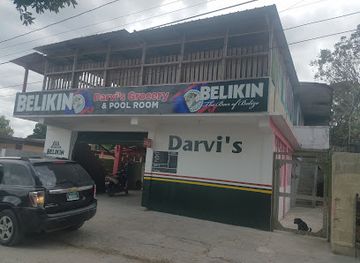 BELIKIN
Darvi's Grocery
& POOL ROOM
BELIKIN
The Beer of Belize
BELIKIN
Darvi's